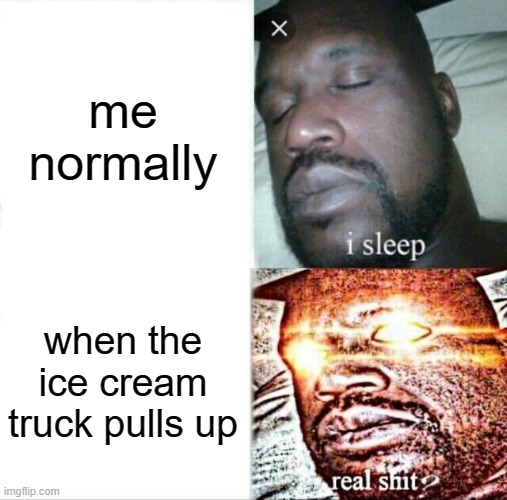 me
normally
i sleep
when the
ice cream
truck pulls up
real shit?
imgflip.com